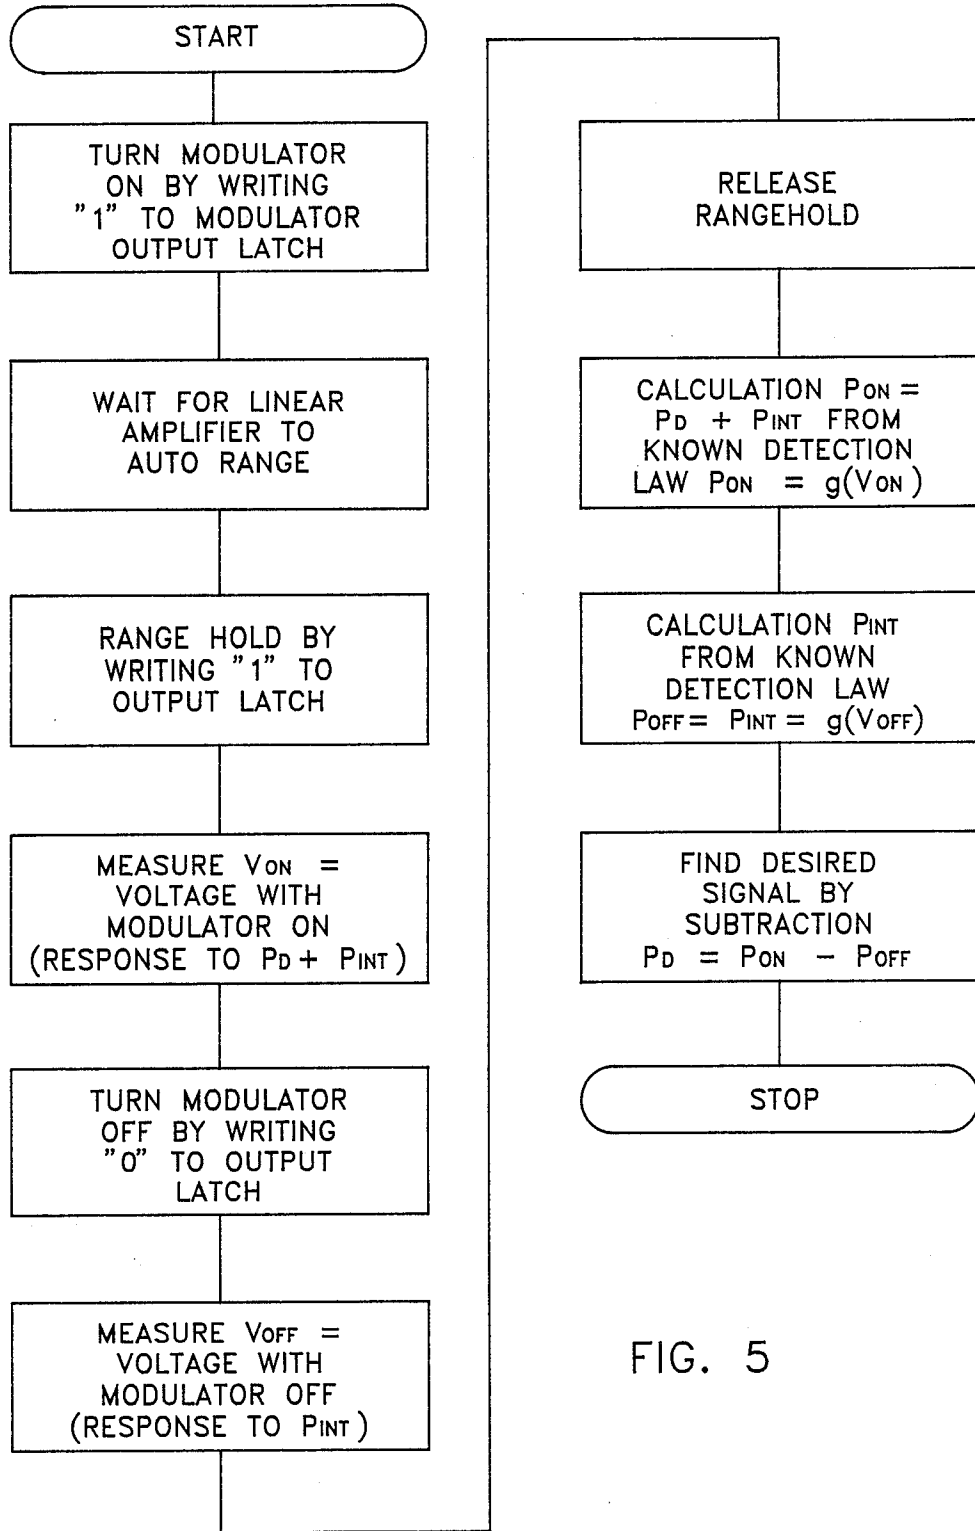 START
TURN MODULATOR
ON BY WRITING
"1" TO MODULATOR
OUTPUT LATCH
WAIT FOR LINEAR
AMPLIFIER TO
AUTO RANGE
RANGE HOLD BY
WRITING "1" TO
OUTPUT LATCH
MEASURE VON =
VOLTAGE WITH
MODULATOR ON
(RESPONSE TO PD + PINT)
TURN MODULATOR
OFF BY WRITING
"0" TO OUTPUT
LATCH
MEASURE VOFF =
VOLTAGE WITH
MODULATOR OFF
(RESPONSE TO PINT)
RELEASE
RANGEHOLD
CALCULATION PON =
PD + PINT FROM
KNOWN DETECTION
LAW PON = g(VON)
CALCULATION PINT
FROM KNOWN
DETECTION LAW
POFF = PINT = g(VOFF)
FIND DESIRED
SIGNAL BY
SUBTRACTION
PD = PON - POFF
STOP
FIG. 5